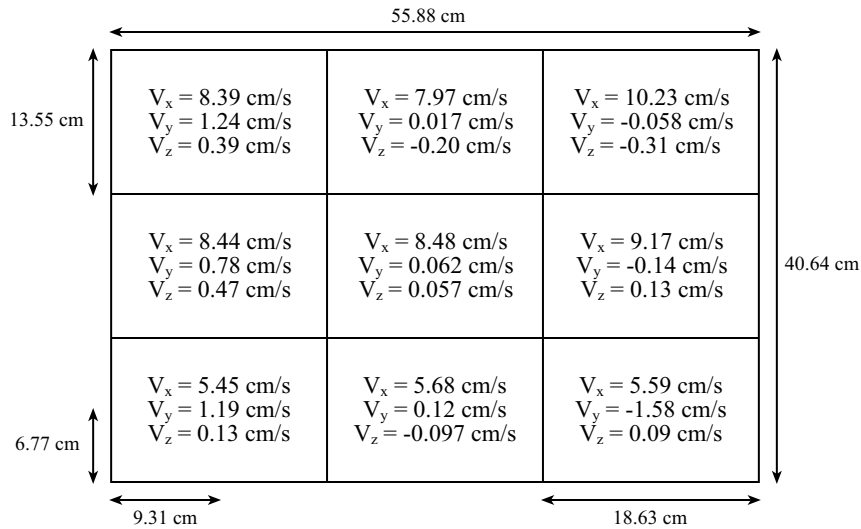 55.88 cm
13.55 cm
V_x = 8.39 cm/s
V_y = 1.24 cm/s
V_z = 0.39 cm/s
V_x = 7.97 cm/s
V_y = 0.017 cm/s
V_z = -0.20 cm/s
V_x = 10.23 cm/s
V_y = -0.058 cm/s
V_z = -0.31 cm/s
V_x = 8.44 cm/s
V_y = 0.78 cm/s
V_z = 0.47 cm/s
V_x = 8.48 cm/s
V_y = 0.062 cm/s
V_z = 0.057 cm/s
V_x = 9.17 cm/s
V_y = -0.14 cm/s
V_z = 0.13 cm/s
40.64 cm
V_x = 5.45 cm/s
V_y = 1.19 cm/s
V_z = 0.13 cm/s
V_x = 5.68 cm/s
V_y = 0.12 cm/s
V_z = -0.097 cm/s
V_x = 5.59 cm/s
V_y = -1.58 cm/s
V_z = 0.09 cm/s
6.77 cm
9.31 cm
18.63 cm